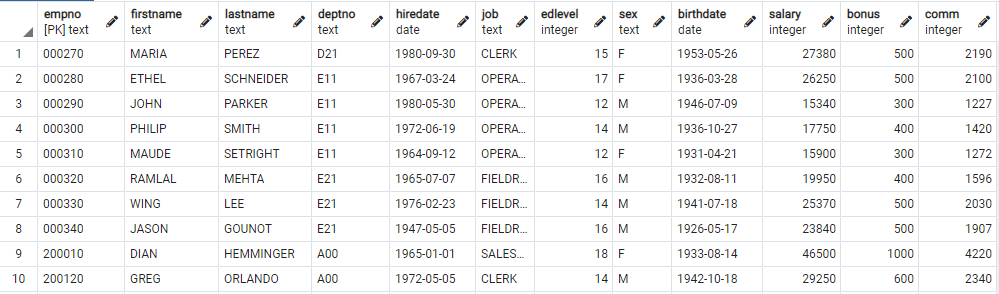 empno firstname lastname deptno hiredate job edlevel sex birthdate salary bonus comm
[PK] text text text text date text integer text date integer integer integer
1 000270 MARIA PEREZ D21 1980-09-30 CLERK 15 F 1953-05-26 27380 500 2190
2 000280 ETHEL SCHNEIDER E11 1967-03-24 OPERA... 17 F 1936-03-28 26250 500 2100
3 000290 JOHN PARKER E11 1980-05-30 OPERA... 12 M 1946-07-09 15340 300 1227
4 000300 PHILIP SMITH E11 1972-06-19 OPERA... 14 M 1936-10-27 17750 400 1420
5 000310 MAUDE SETRIGHT E11 1964-09-12 OPERA... 12 F 1931-04-21 15900 300 1272
6 000320 RAMLAL MEHTA E21 1965-07-07 FIELDR... 16 M 1932-08-11 19950 400 1596
7 000330 WING LEE E21 1976-02-23 FIELDR... 14 M 1941-07-18 25370 500 2030
8 000340 JASON GOUNOT E21 1947-05-05 FIELDR... 16 M 1926-05-17 23840 500 1907
9 200010 DIAN HEMMINGER A00 1965-01-01 SALES... 18 F 1933-08-14 46500 1000 4220
10 200120 GREG ORLANDO A00 1972-05-05 CLERK 14 M 1942-10-18 29250 600 2340